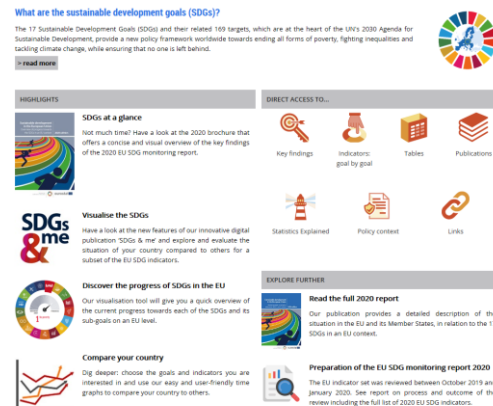 What are the sustainable development goals (SDGs)?
The 17 Sustainable Development Goals (SDGs) and their related 169 targets, which are at the heart of the UN's 2030 Agenda for
Sustainable Development, provide a new policy framework worldwide towards ending all forms of poverty, fighting inequalities and
tackling climate change, while ensuring that no one is left behind.
> read more
HIGHLIGHTS
SDGs at a glance
Not much time? Have a look at the 2020 brochure that
offers a concise and visual overview of the key findings
of the 2020 EU SDG monitoring report.
SDGs
& me
Visualise the SDGs
Have a look at the new features of our innovative digital
publication 'SDGs & me' and explore and evaluate the
situation of your country compared to others for a
subset of the EU SDG indicators.
Discover the progress of SDGs in the EU
Our visualisation tool will give you a quick overview of
the current progress towards each of the SDGs and its
sub-goals on an EU level.
Compare your country
Dig deeper: choose the goals and indicators you are
interested in and use our easy and user-friendly time
graphs to compare your country to others.
DIRECT ACCESS TO...
Key findings
Indicators:
goal by goal
Tables
Publications
Statistics Explained
Policy context
Links
EXPLORE FURTHER
Read the full 2020 report
Our publication provides a detailed description of the
situation in the EU and its Member States, in relation to the 1
SDGs in an EU context.
Preparation of the EU SDG monitoring report 2020
The EU indicator set was reviewed between October 2019 an
January 2020. See report on process and outcome of th
review including the full list of 2020 EU SDG indicators.